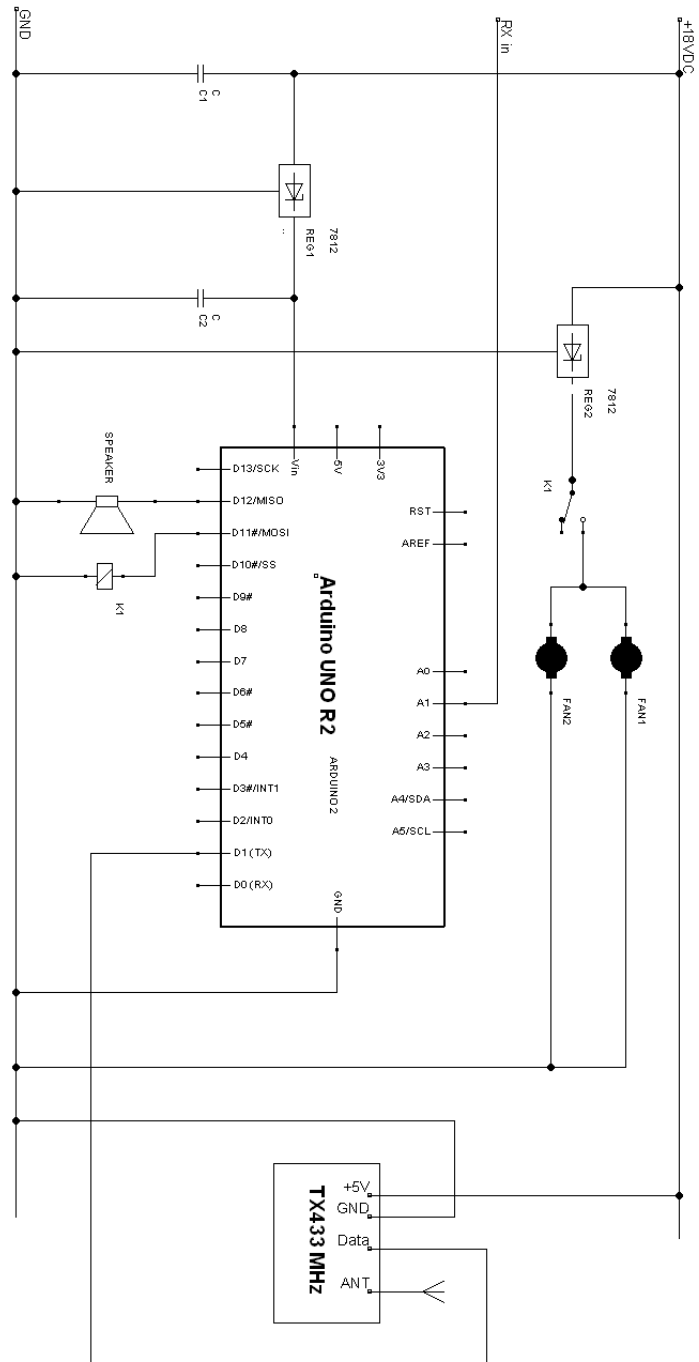 GND
RX in
+18VDC
C
C1
7812
REG1
..
C
C2
7812
REG2
SPEAKER
K1
K1
Vin
5V
3V3
D13/SCK
D12/MISO
D11#/MOSI
D10#/SS
D9#
D8
D7
D6#
D5#
D4
D3#/INT1
D2/INT0
D1(TX)
D0(RX)
RST
AREF
A0
A1
A2
A3
A4/SDA
A5/SCL
Arduino UNO R2
ARDUINO2
GND
FAN2
FAN1
TX433 MHz
+5V
GND
Data
ANT